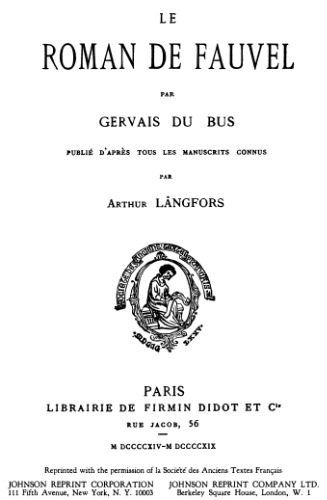 LE
ROMAN DE FAUVEL
PAR
GERVAIS DU BUS
PUBLIÉ D'APRÈS TOUS LES MANUSCRITS CONNUS
PAR
ARTHUR LÅNGFORS
MDCCC LXXV
PARIS
LIBRAIRIE DE FIRMIN DIDOT ET Cie
RUE JACOB, 56
M DCCCCXIV-M DCCCCXIX
Reprinted with the permission of la Société des Anciens Textes Français
JOHNSON REPRINT CORPORATION JOHNSON REPRINT COMPANY LTD.
111 Fifth Avenue, New York, N. Y. 10003 Berkeley Square House, London, W. 1